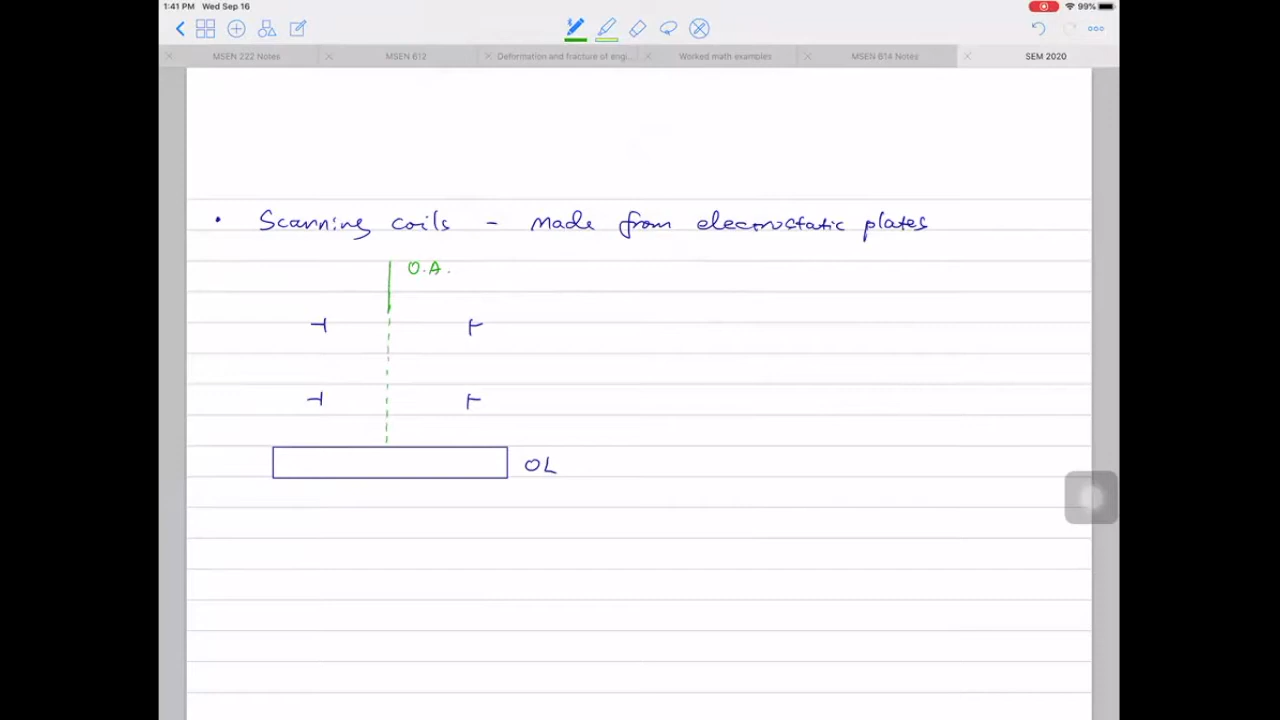 1:41 PM Wed Sep 16
99%
MSEN 222 Notes
MSEN 612
Deformation and fracture of engi...
Worked math examples
MSEN 614 Notes
SEM 2020
• Scanning coils - made from electrostatic plates
O.A.
OL